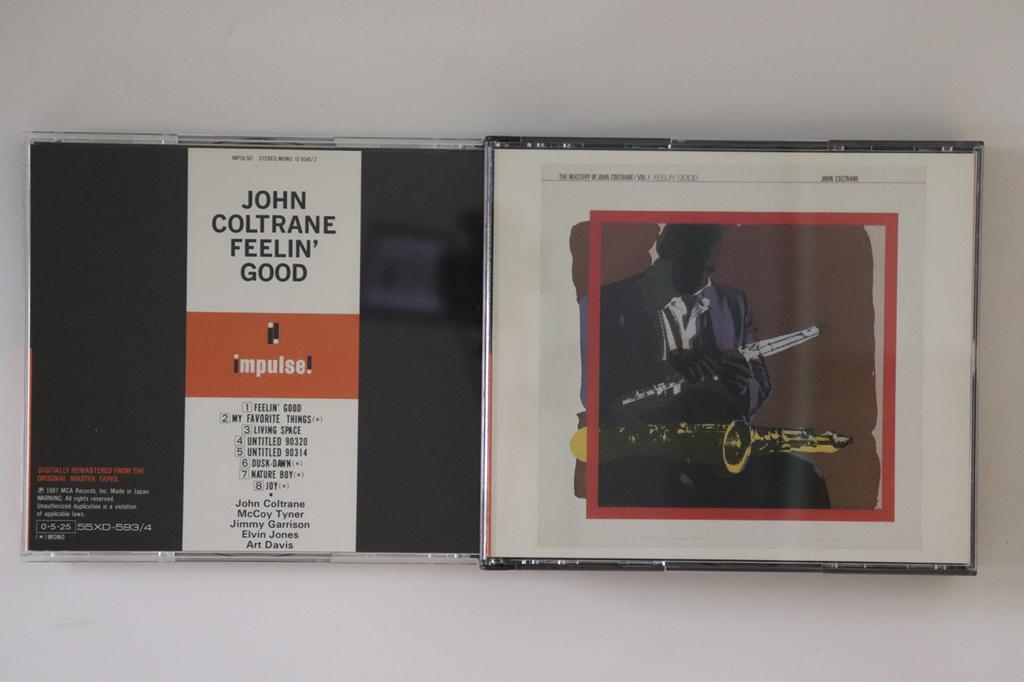 IMPULSE! STEREO, MONO IZ-9345/2
JOHN
COLTRANE
FEELIN'
GOOD
impulse!
1 FEELIN' GOOD
2 MY FAVORITE THINGS(*)
3 LIVING SPACE
4 UNTITLED 90320
5 UNTITLED 90314
6 DUSK-DAWN(*)
7 NATURE BOY(*)
8 JOY(*)
John Coltrane
McCoy Tyner
Jimmy Garrison
Elvin Jones
Art Davis
DIGITALLY REMASTERED FROM THE
ORIGINAL MASTER TAPES.
℗ 1987 MCA Records, Inc. Made in Japan.
WARNING: All rights reserved.
Unauthorized duplication is a violation
of applicable laws.
O-5-25 55XD-593/4
(*) MONO
THE MASTERY OF JOHN COLTRANE/VOL.1 FEELIN' GOOD
JOHN COLTRANE